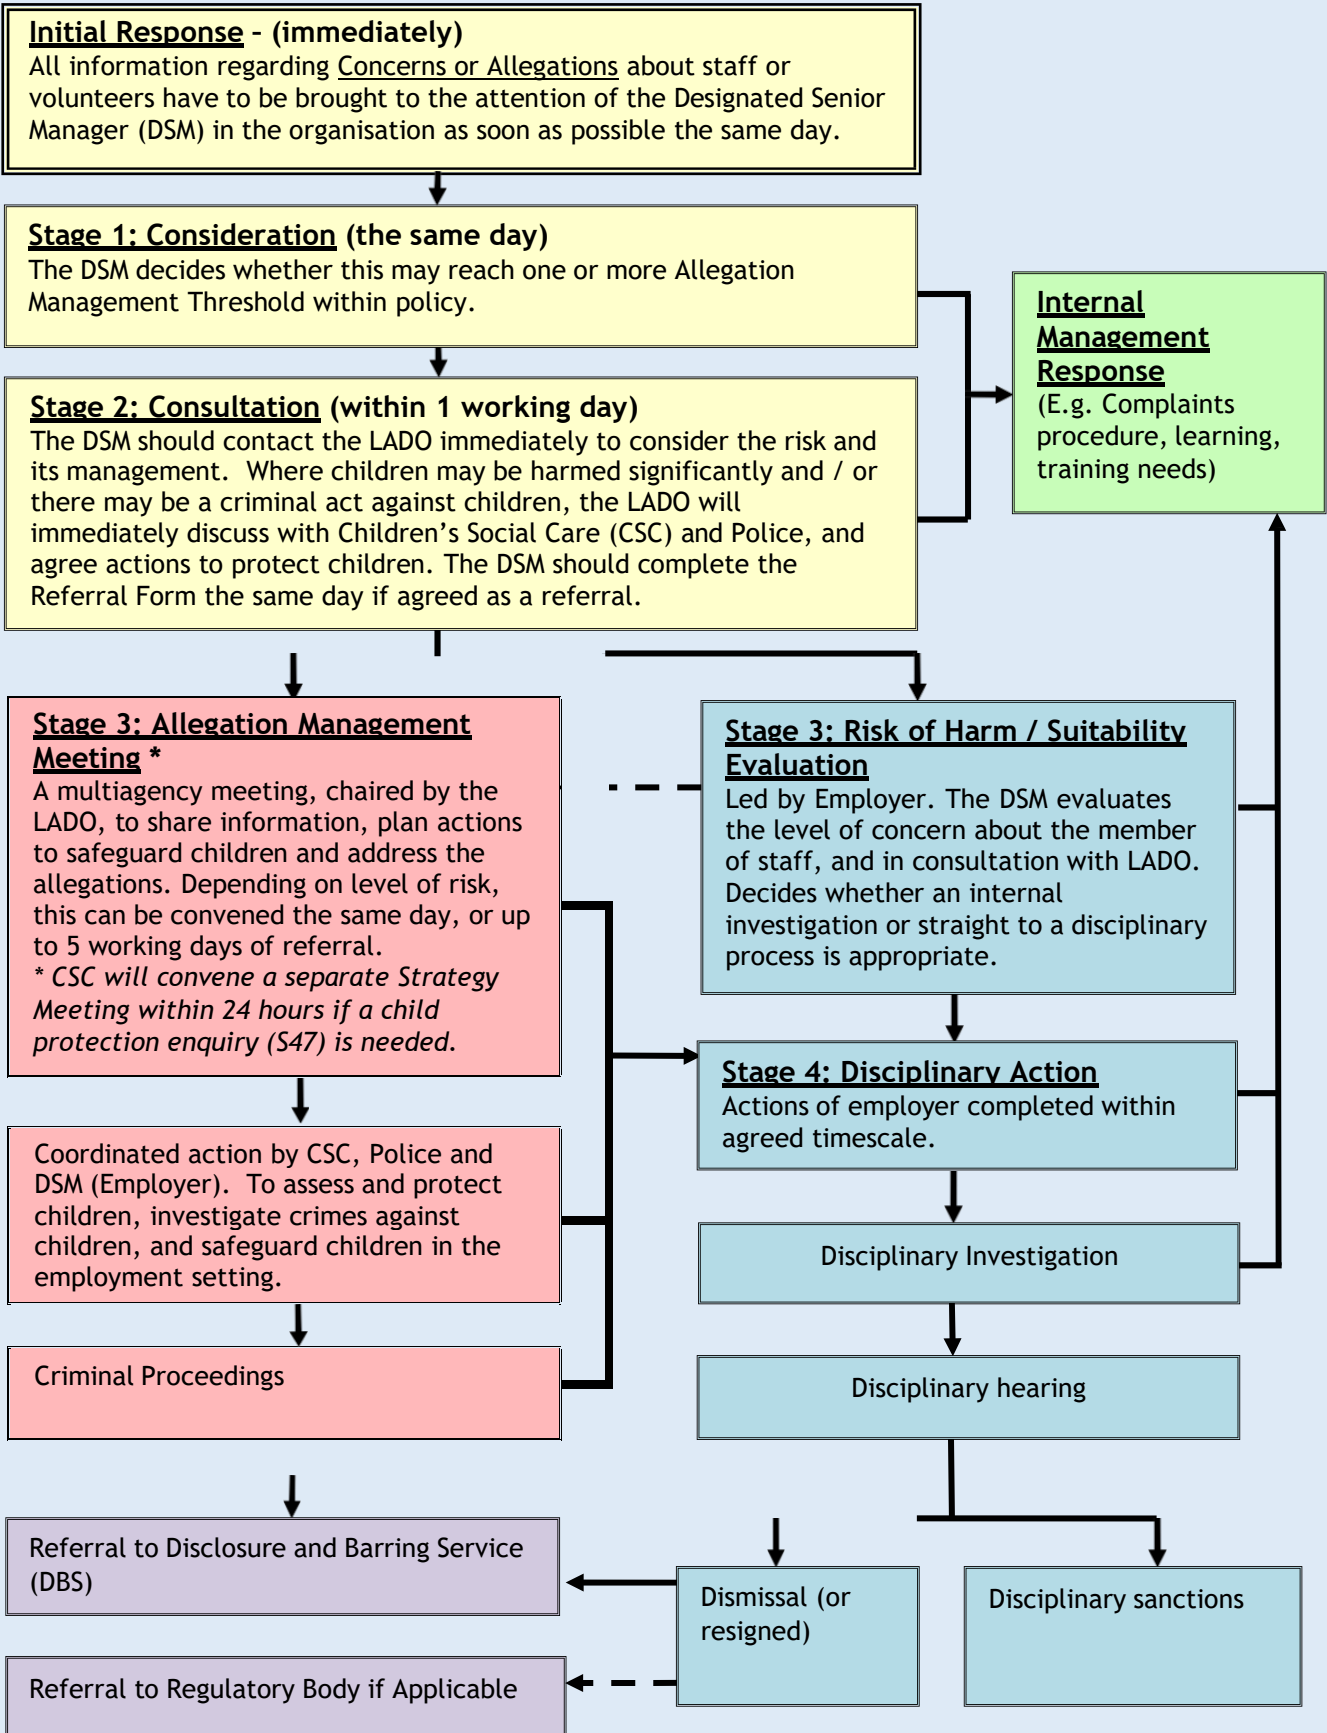 Initial Response - (immediately)
All information regarding Concerns or Allegations about staff or
volunteers have to be brought to the attention of the Designated Senior
Manager (DSM) in the organisation as soon as possible the same day.
Stage 1: Consideration (the same day)
The DSM decides whether this may reach one or more Allegation
Management Threshold within policy.
Internal
Management
Response
(E.g. Complaints
procedure, learning,
training needs)
Stage 2: Consultation (within 1 working day)
The DSM should contact the LADO immediately to consider the risk and
its management. Where children may be harmed significantly and / or
there may be a criminal act against children, the LADO will
immediately discuss with Children's Social Care (CSC) and Police, and
agree actions to protect children. The DSM should complete the
Referral Form the same day if agreed as a referral.
Stage 3: Allegation Management
Meeting *
A multiagency meeting, chaired by the
LADO, to share information, plan actions
to safeguard children and address the
allegations. Depending on level of risk,
this can be convened the same day, or up
to 5 working days of referral.
* CSC will convene a separate Strategy
Meeting within 24 hours if a child
protection enquiry (S47) is needed.
Stage 3: Risk of Harm / Suitability
Evaluation
Led by Employer. The DSM evaluates
the level of concern about the member
of staff, and in consultation with LADO.
Decides whether an internal
investigation or straight to a disciplinary
process is appropriate.
Stage 4: Disciplinary Action
Actions of employer completed within
agreed timescale.
Coordinated action by CSC, Police and
DSM (Employer). To assess and protect
children, investigate crimes against
children, and safeguard children in the
employment setting.
Disciplinary Investigation
Criminal Proceedings
Disciplinary hearing
Referral to Disclosure and Barring Service
(DBS)
Dismissal (or
resigned)
Disciplinary sanctions
Referral to Regulatory Body if Applicable